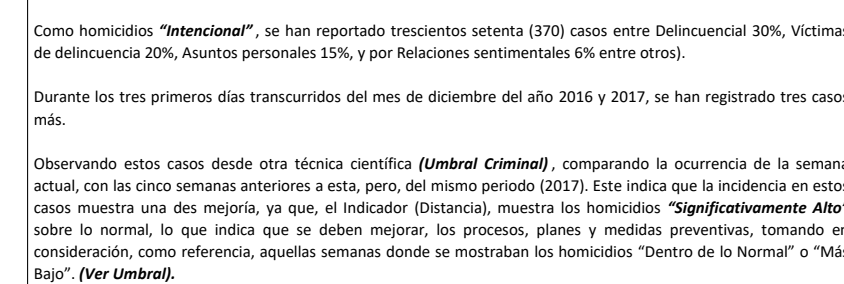 Como homicidios “Intencional”, se han reportado trescientos setenta (370) casos entre Delincuencial 30%, Víctimas
de delincuencia 20%, Asuntos personales 15%, y por Relaciones sentimentales 6% entre otros).
Durante los tres primeros días transcurridos del mes de diciembre del año 2016 y 2017, se han registrado tres casos
más.
Observando estos casos desde otra técnica científica (Umbral Criminal), comparando la ocurrencia de la semana
actual, con las cinco semanas anteriores a esta, pero, del mismo periodo (2017). Este indica que la incidencia en estos
casos muestra una des mejoría, ya que, el Indicador (Distancia), muestra los homicidios “Significativamente Alto”
sobre lo normal, lo que indica que se deben mejorar, los procesos, planes y medidas preventivas, tomando en
consideración, como referencia, aquellas semanas donde se mostraban los homicidios “Dentro de lo Normal” o “Más
Bajo”. (Ver Umbral).